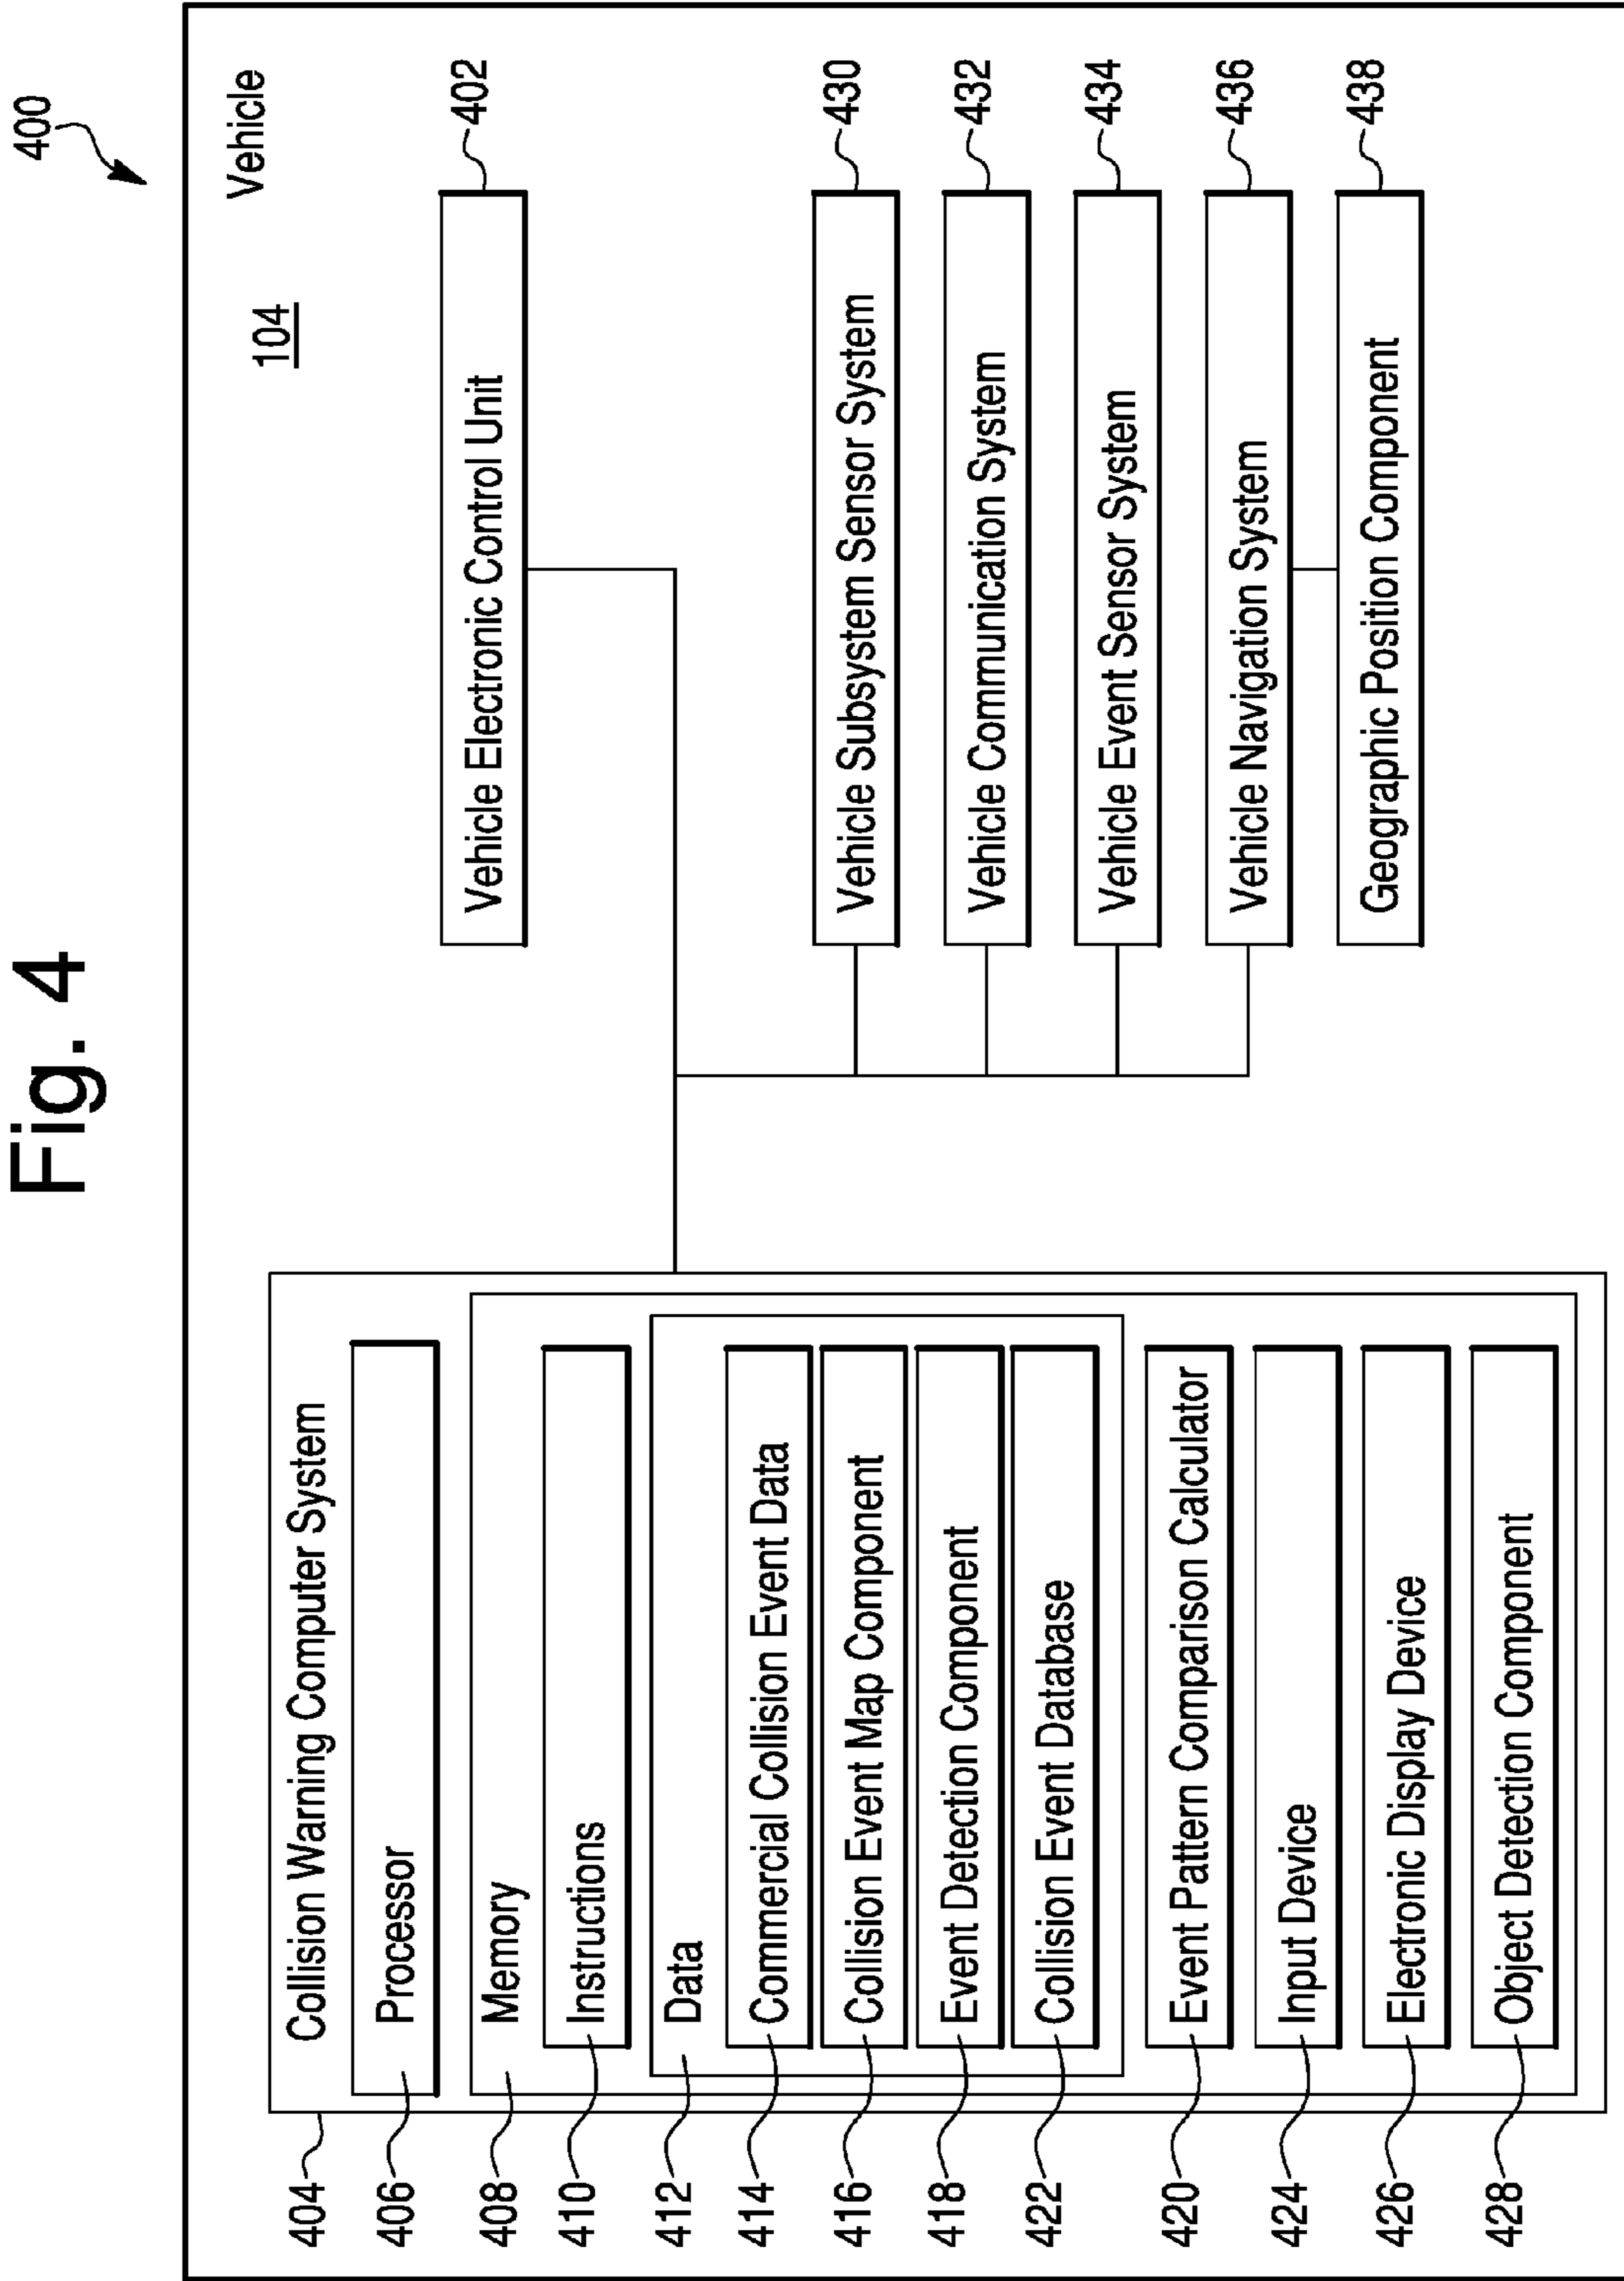 Fig. 4
400
Vehicle
104
Vehicle Electronic Control Unit
402
404
Collision Warning Computer System
406
Processor
408
Memory
410
Instructions
412
Data
414
Commercial Collision Event Data
416
Collision Event Map Component
418
Event Detection Component
422
Collision Event Database
420
Event Pattern Comparison Calculator
424
Input Device
426
Electronic Display Device
428
Object Detection Component
Vehicle Subsystem Sensor System
430
Vehicle Communication System
432
Vehicle Event Sensor System
434
Vehicle Navigation System
436
Geographic Position Component
438